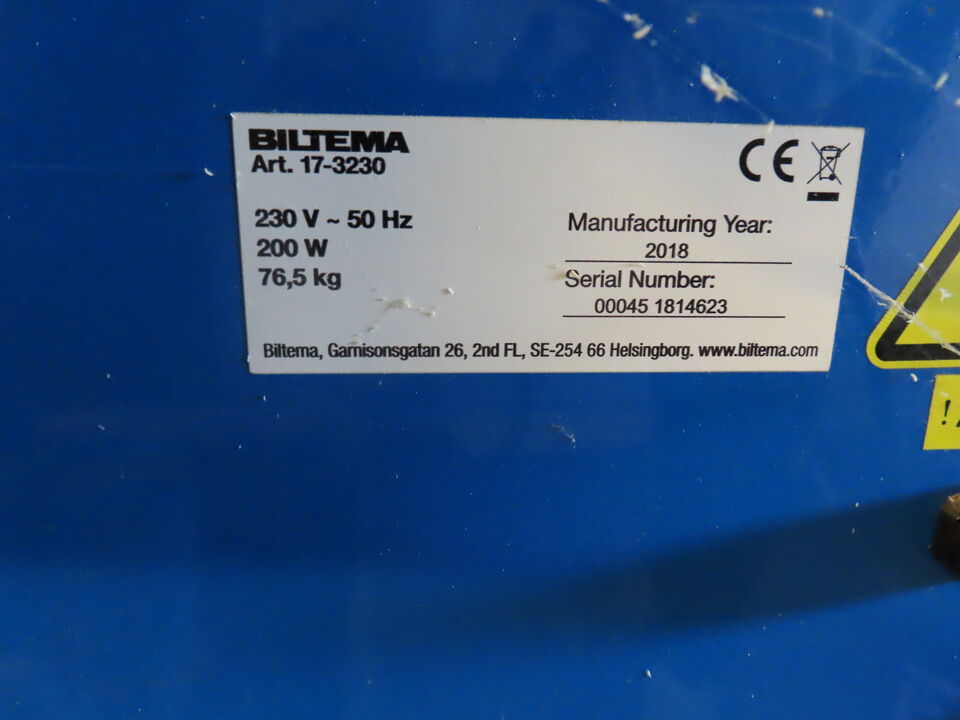 BILTEMA
Art. 17-3230
230 V ~ 50 Hz
200 W
76,5 kg
CE
Manufacturing Year:
2018
Serial Number:
00045 1814623
Biltema, Garnisonsgatan 26, 2nd FL, SE-254 66 Helsingborg. www.biltema.com
!